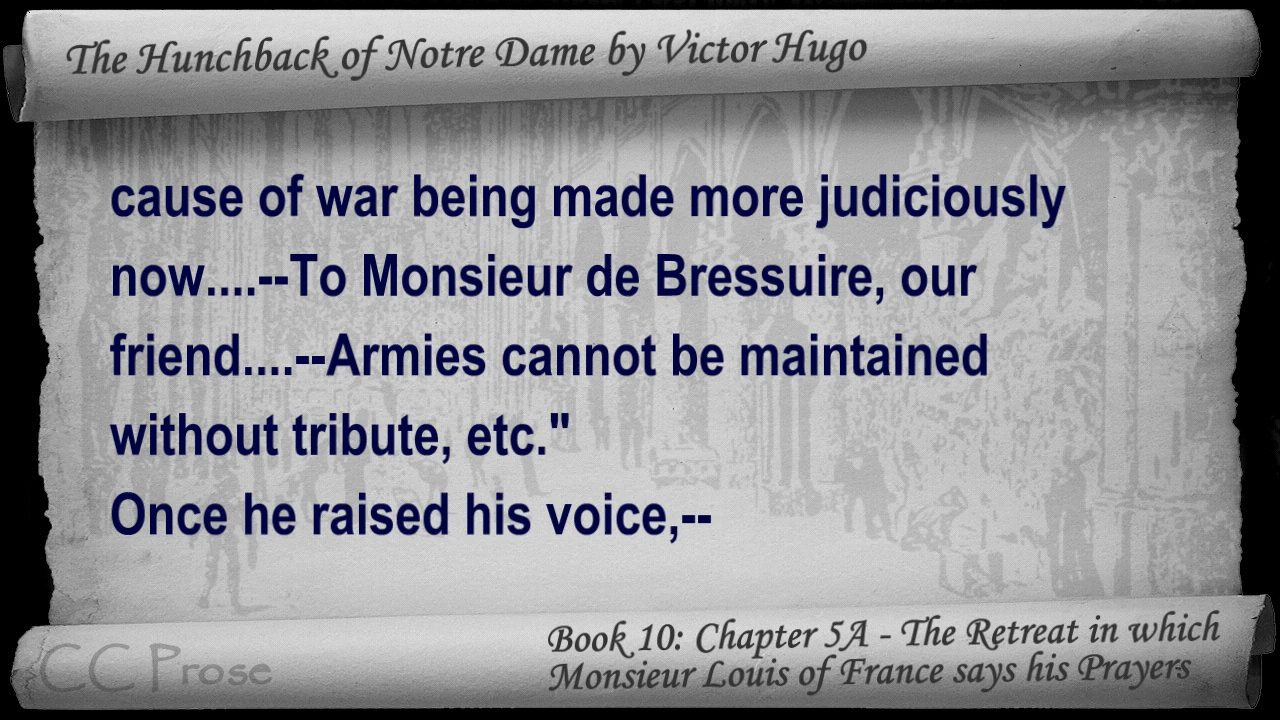 The Hunchback of Notre Dame by Victor Hugo
cause of war being made more judiciously
now....--To Monsieur de Bressuire, our
friend....--Armies cannot be maintained
without tribute, etc."
Once he raised his voice,--
Book 10: Chapter 5A - The Retreat in which
Monsieur Louis of France says his Prayers
CC Prose